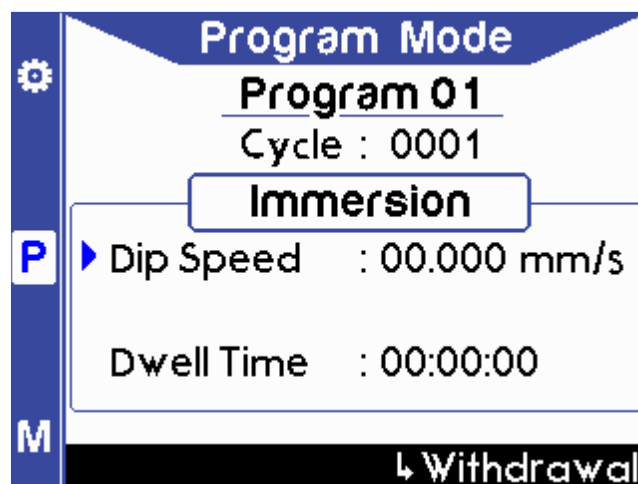 Program Mode
Program 01
Cycle : 0001
Immersion
P
Dip Speed : 00.000 mm/s
Dwell Time : 00:00:00
M
↳ Withdrawal